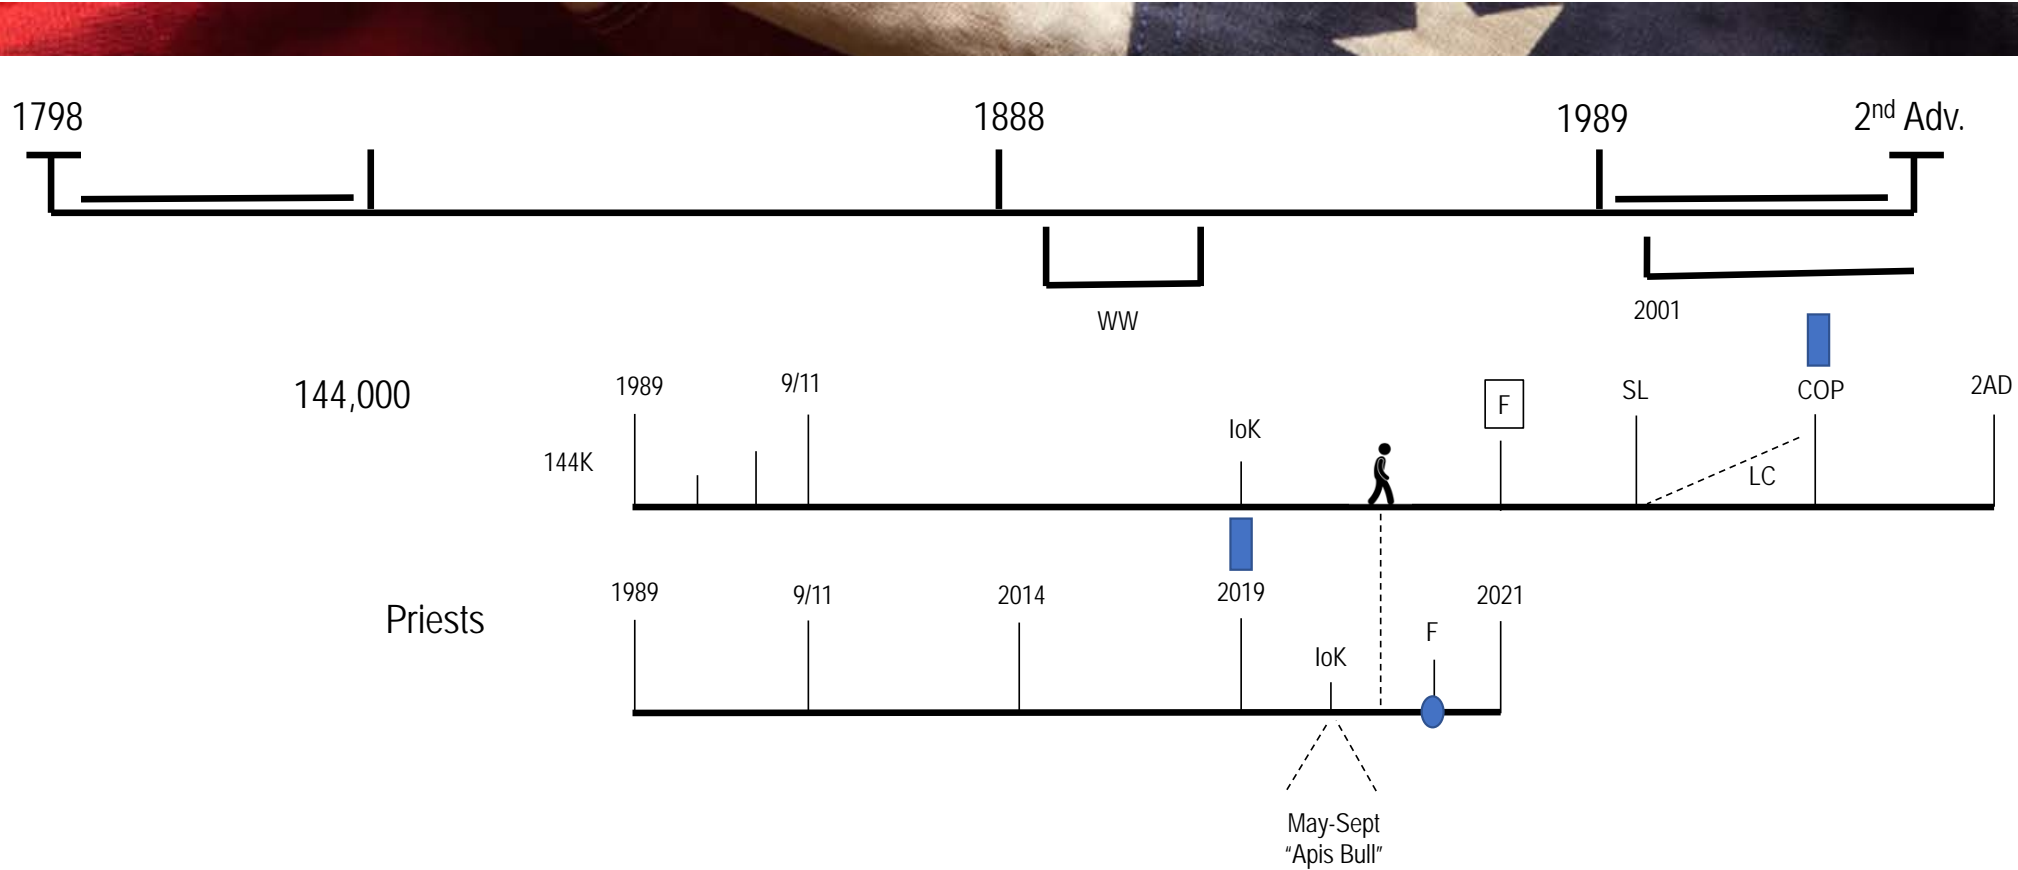 1798
1888
1989
2nd Adv.
WW
2001
144,000
144K
1989
9/11
IoK
F
SL
LC
COP
2AD
Priests
1989
9/11
2014
2019
IoK
F
2021
May-Sept
"Apis Bull"